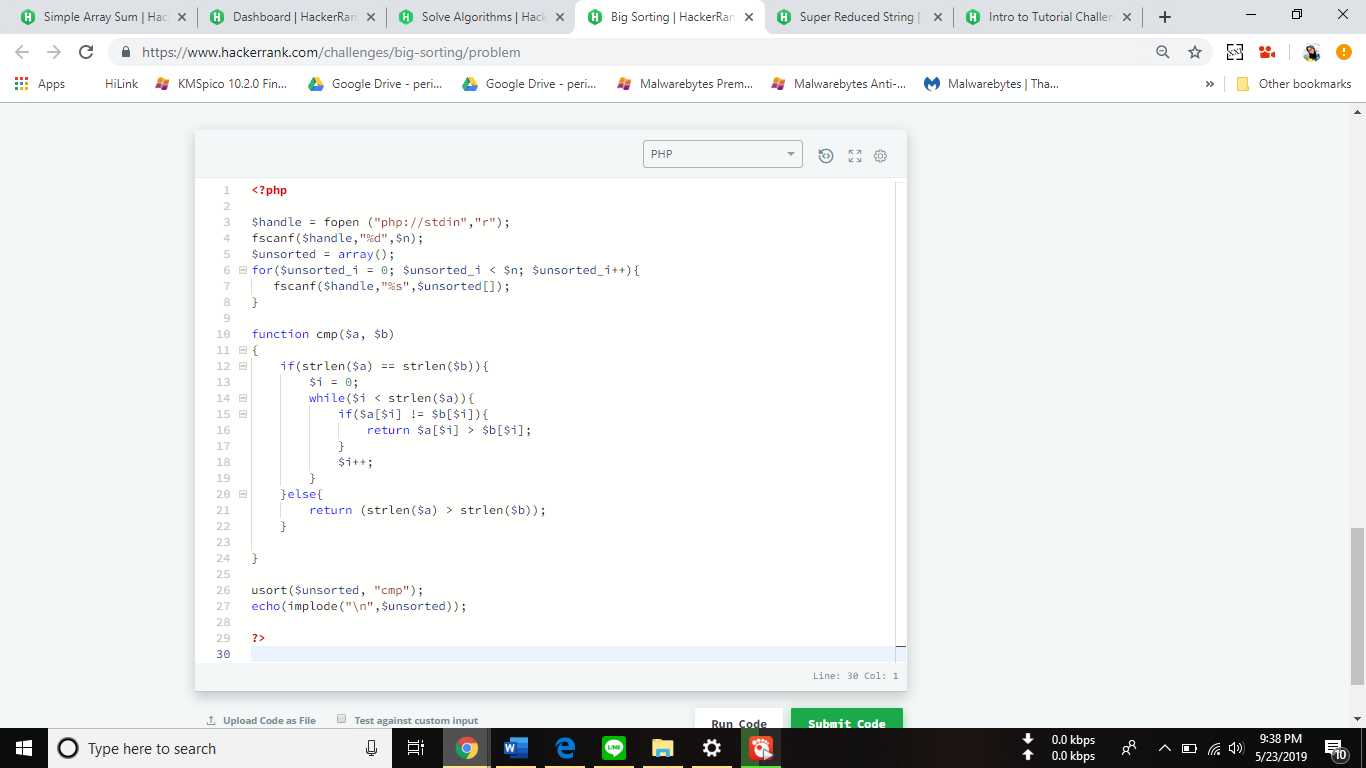 Simple Array Sum | Hac
Dashboard | HackerRan
Solve Algorithms | Hack
Big Sorting | HackerRan
Super Reduced String |
Intro to Tutorial Challen
https://www.hackerrank.com/challenges/big-sorting/problem
Apps
HiLink
KMSpico 10.2.0 Fin...
Google Drive - peri...
Google Drive - peri...
Malwarebytes Prem...
Malwarebytes Anti-...
Malwarebytes | Tha...
»
Other bookmarks
PHP
1 <?php
2
3 $handle = fopen ("php://stdin","r");
4 fscanf($handle,"%d",$n);
5 $unsorted = array();
6 for($unsorted_i = 0; $unsorted_i < $n; $unsorted_i++){
7 fscanf($handle,"%s",$unsorted[]);
8 }
9
10 function cmp($a, $b)
11 {
12 if(strlen($a) == strlen($b)){
13 $i = 0;
14 while($i < strlen($a)){
15 if($a[$i] != $b[$i]){
16 return $a[$i] > $b[$i];
17 }
18 $i++;
19 }
20 }else{
21 return (strlen($a) > strlen($b));
22 }
23
24 }
25
26 usort($unsorted, "cmp");
27 echo(implode("\n",$unsorted));
28
29 ?>
30
Line: 30 Col: 1
Upload Code as File
Test against custom input
Run Code
Submit Code
Type here to search
0.0 kbps
0.0 kbps
9:38 PM
5/23/2019
10